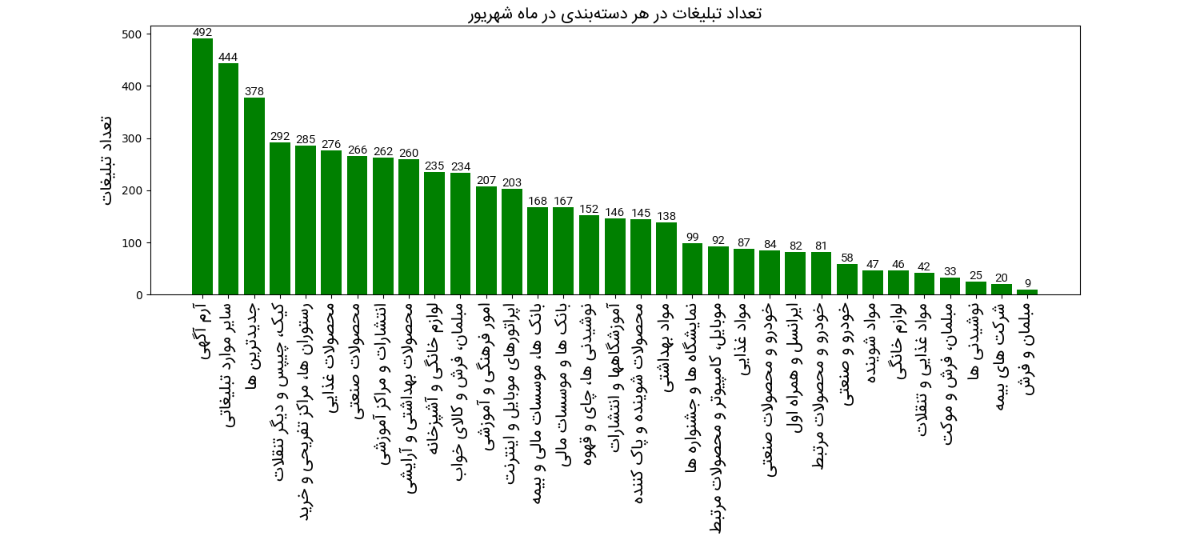 تعداد تبلیغات در هر دسته‌بندی در ماه شهریور
تعداد تبلیغات
500
400
300
200
100
0
492
444
378
292
285
276
266
262
260
235
234
207
203
168
167
152
146
145
138
99
92
87
84
82
81
58
47
46
42
33
25
20
9
آرم آگهی
سایر موارد تبلیغاتی
جدیدترین ها
کیک، چیپس و دیگر تنقلات
رستوران ها، مراکز تفریحی و خرید
محصولات غذایی
محصولات صنعتی
انتشارات و مراکز آموزشی
محصولات بهداشتی و آرایشی
لوازم خانگی و آشپزخانه
مبلمان، فرش و کالای خواب
امور فرهنگی و آموزشی
اپراتورهای موبایل و اینترنت
بانک ها، موسسات مالی و بیمه
بانک ها و موسسات مالی
نوشیدنی ها، چای و قهوه
آموزشگاهها و انتشارات
محصولات شوینده و پاک کننده
مواد بهداشتی
نمایشگاه ها و جشنواره ها
موبایل، کامپیوتر و محصولات مرتبط
مواد غذایی
خودرو و محصولات صنعتی
ایرانسل و همراه اول
خودرو و محصولات مرتبط
خودرو و صنعتی
مواد شوینده
لوازم خانگی
مواد غذایی و تنقلات
مبلمان، فرش و موکت
نوشیدنی ها
شرکت های بیمه
مبلمان و فرش